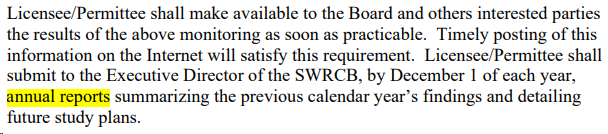 Licensee/Permittee shall make available to the Board and others interested parties
the results of the above monitoring as soon as practicable.  Timely posting of this
information on the Internet will satisfy this requirement.  Licensee/Permittee shall
submit to the Executive Director of the SWRCB, by December 1 of each year,
annual reports summarizing the previous calendar year’s findings and detailing
future study plans.